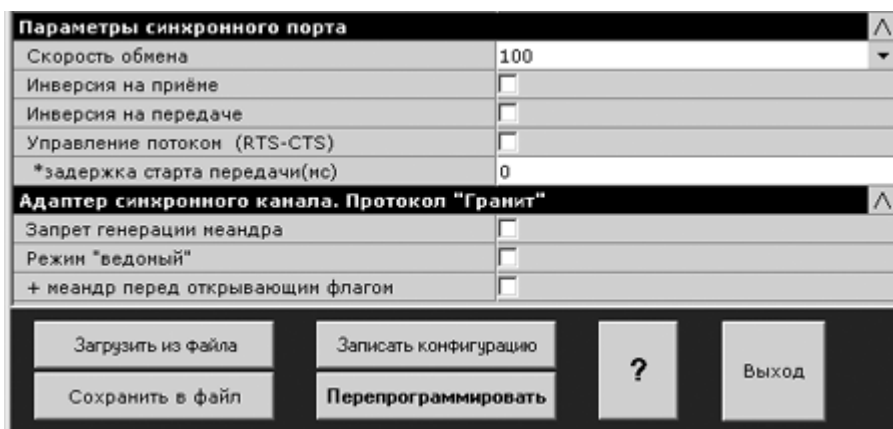 Параметры синхронного порта
Скорость обмена 100
Инверсия на приёме
Инверсия на передаче
Управление потоком (RTS-CTS)
*задержка старта передачи(мс) 0
Адаптер синхронного канала. Протокол "Гранит"
Запрет генерации меандра
Режим "ведомый"
+ меандр перед открывающим флагом
Загрузить из файла Записать конфигурацию
? Выход
Сохранить в файл Перепрограммировать